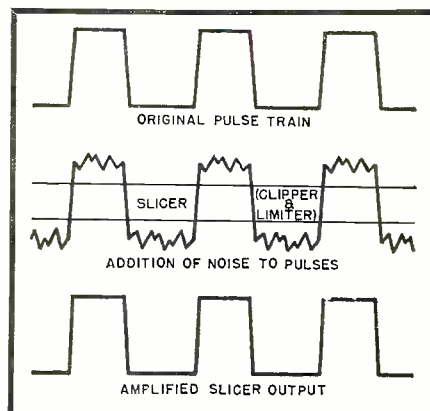 ORIGINAL PULSE TRAIN
SLICER
(CLIPPER
&
LIMITER)
ADDITION OF NOISE TO PULSES
AMPLIFIED SLICER OUTPUT